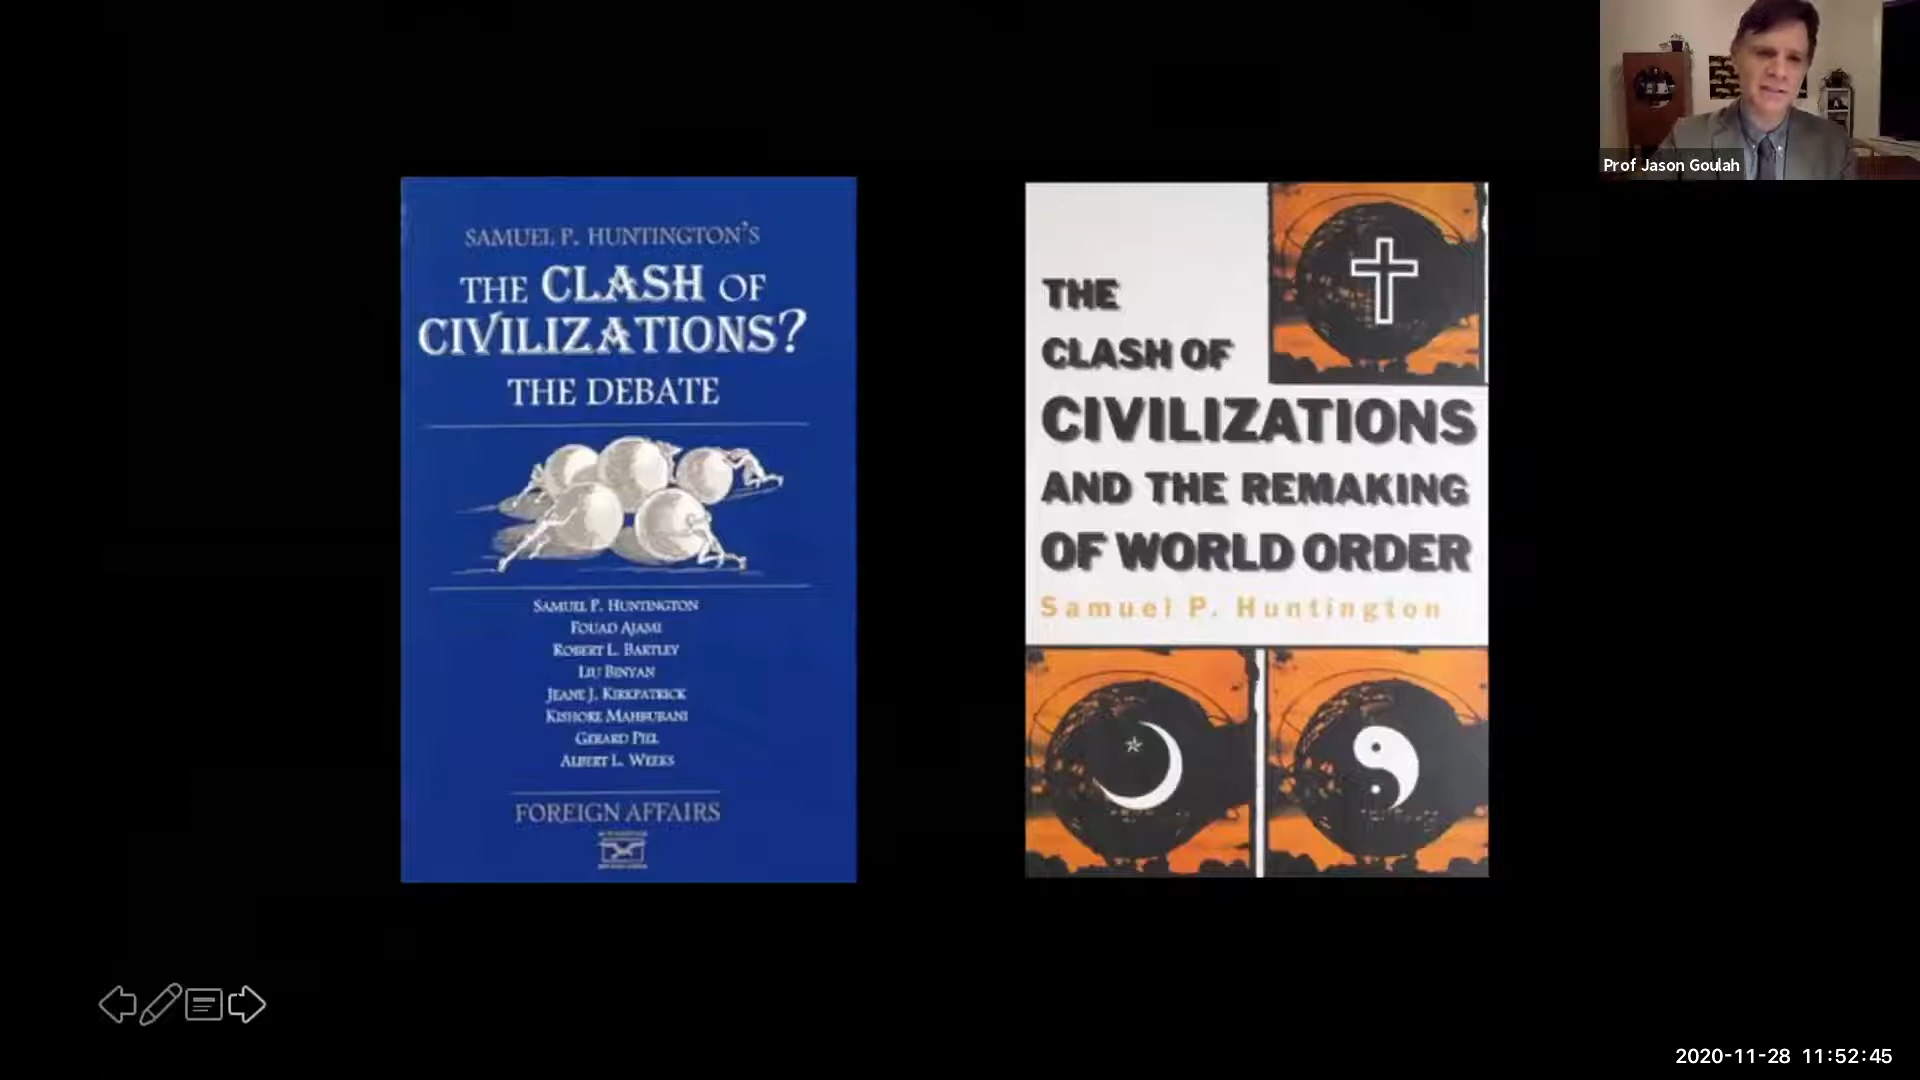 Prof Jason Goulah
SAMUEL P. HUNTINGTON'S
THE CLASH OF
CIVILIZATIONS?
THE DEBATE
SAMUEL P. HUNTINGTON
FOUAD AJAMI
ROBERT L. BARTLEY
LIU BINYAN
JEANE J. KIRKPATRICK
KISHORE MAHBUBANI
GERARD PIEL
ALBERT L. WEEKS
FOREIGN AFFAIRS
THE
CLASH OF
CIVILIZATIONS
AND THE REMAKING
OF WORLD ORDER
Samuel P. Huntington
2020-11-28 11:52:45